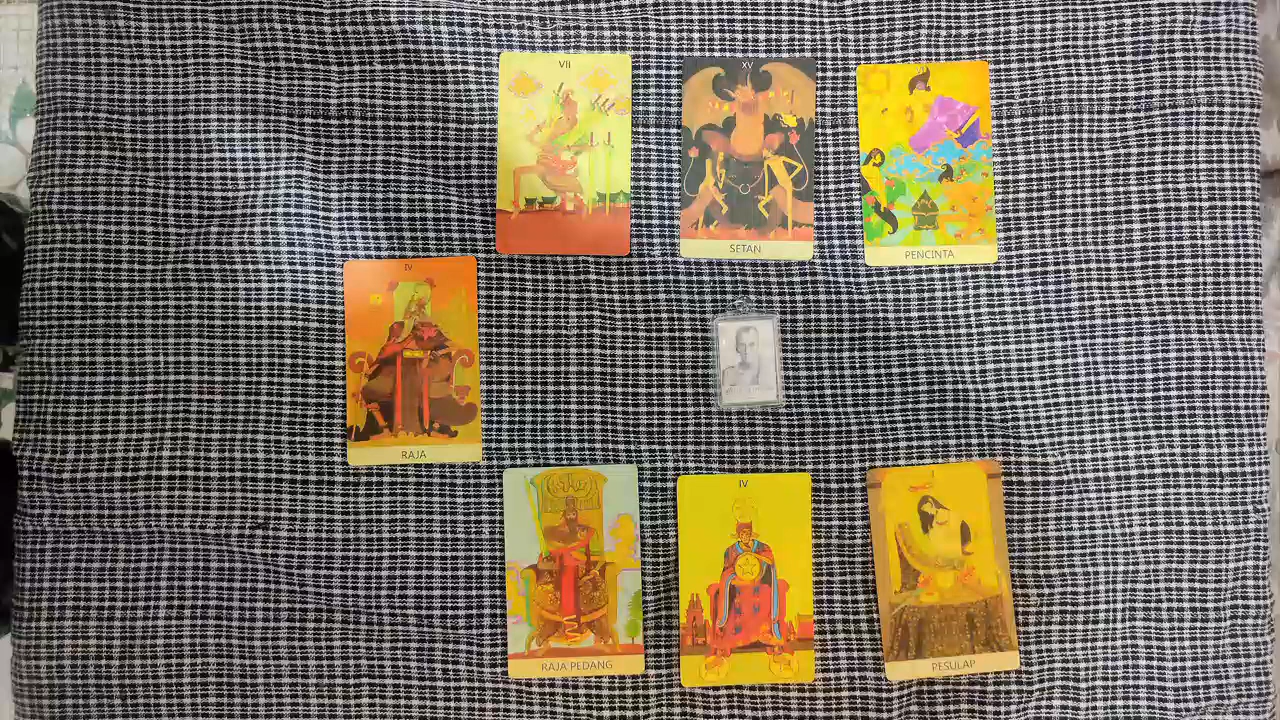 VII
XV
SETAN
PENCINTA
IV
RAJA
RAJA PEDANG
IV
I
PESULAP